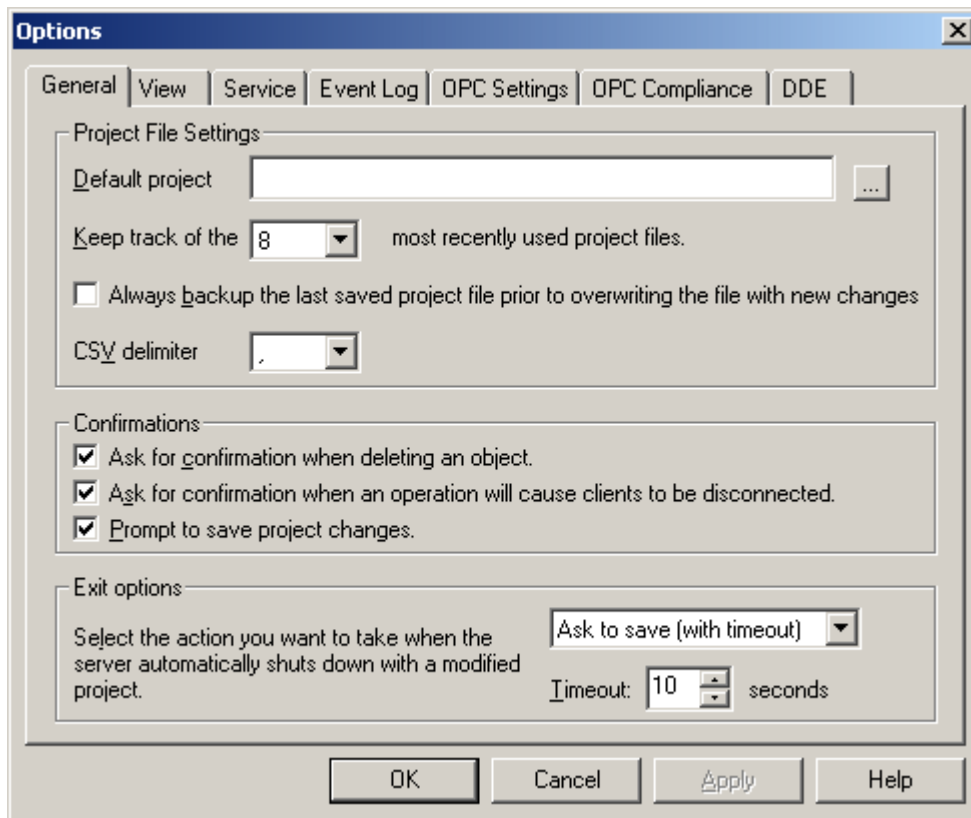 Options
General View Service Event Log OPC Settings OPC Compliance DDE
Project File Settings
Default project ...
Keep track of the 8 most recently used project files.
Always backup the last saved project file prior to overwriting the file with new changes
CSV delimiter ,
Confirmations
Ask for confirmation when deleting an object.
Ask for confirmation when an operation will cause clients to be disconnected.
Prompt to save project changes.
Exit options
Select the action you want to take when the
server automatically shuts down with a modified
project.
Ask to save (with timeout)
Timeout: 10 seconds
OK Cancel Apply Help